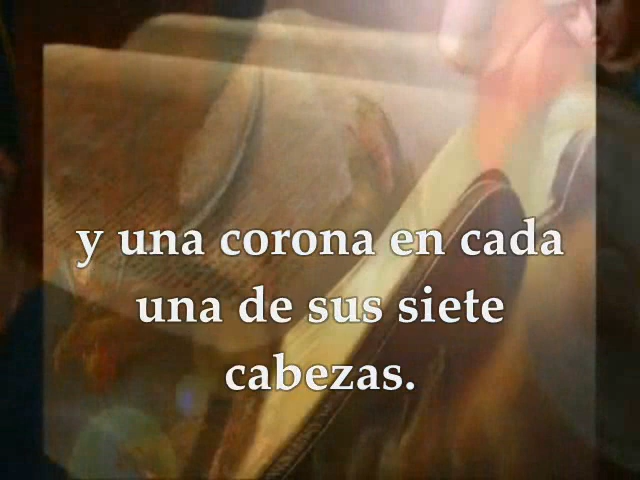 y una corona en cada
una de sus siete
cabezas.